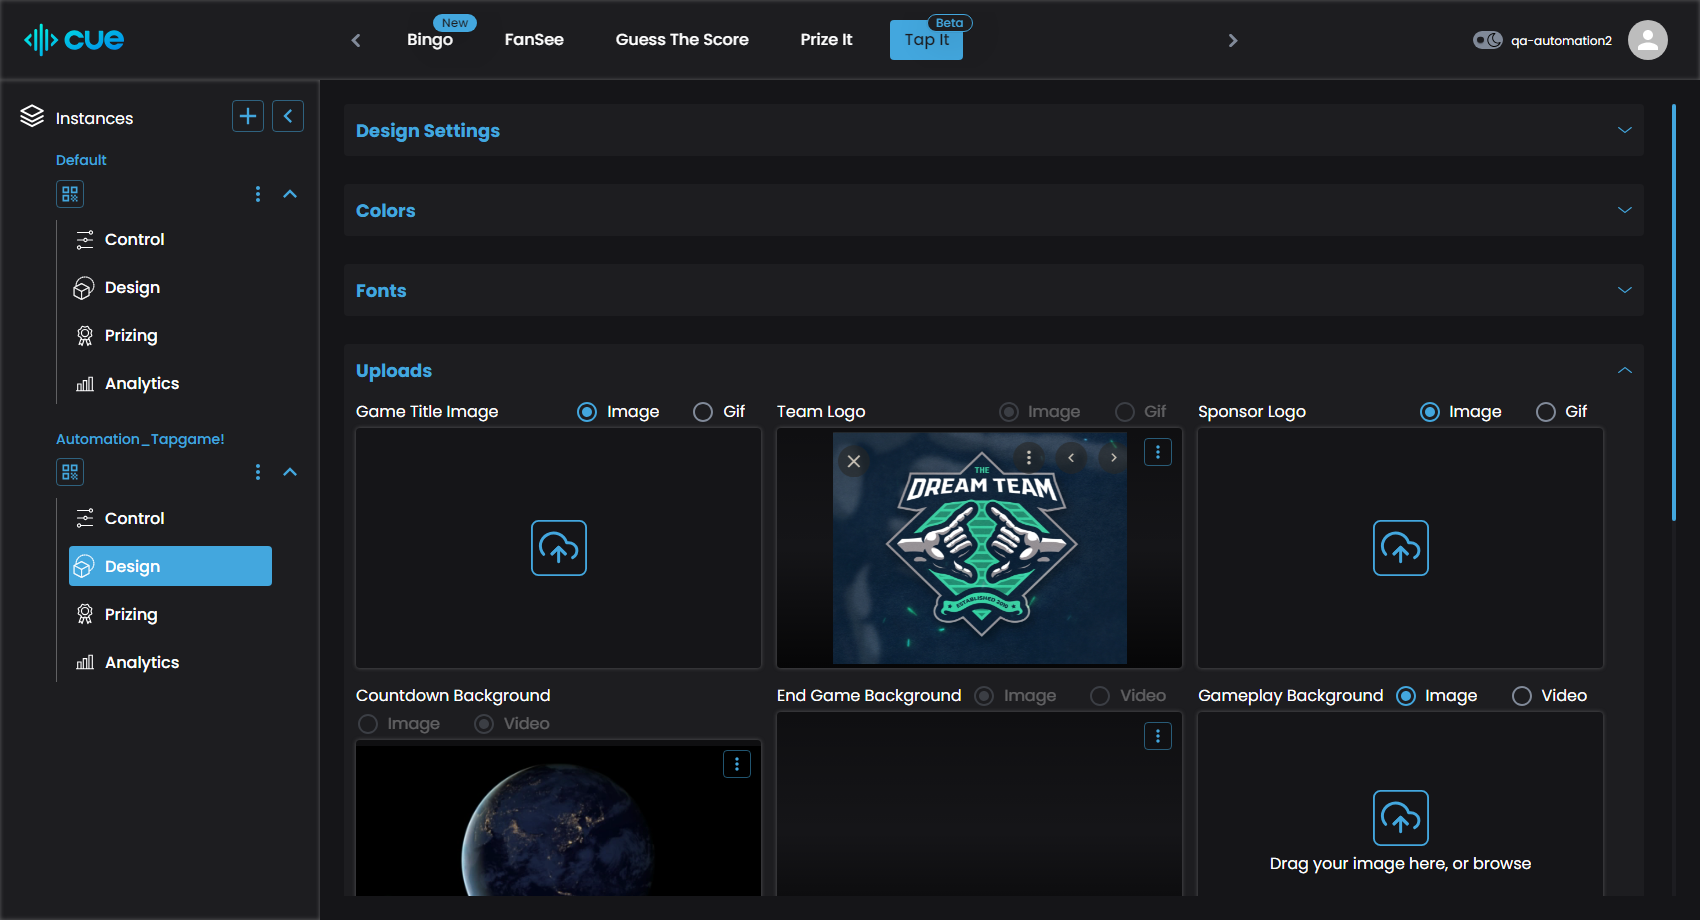 cue
Bingo
New
FanSee
Guess The Score
Prize It
Tap It
Beta
qa-automation2
Instances
Default
Control
Design
Prizing
Analytics
Automation_Tapgame!
Control
Design
Prizing
Analytics
Design Settings
Colors
Fonts
Uploads
Game Title Image
Image
Gif
Team Logo
Image
Gif
Sponsor Logo
Image
Gif
THE
DREAM TEAM
ESTABLISHED 2019
Countdown Background
Image
Video
End Game Background
Image
Video
Gameplay Background
Image
Video
Drag your image here, or browse